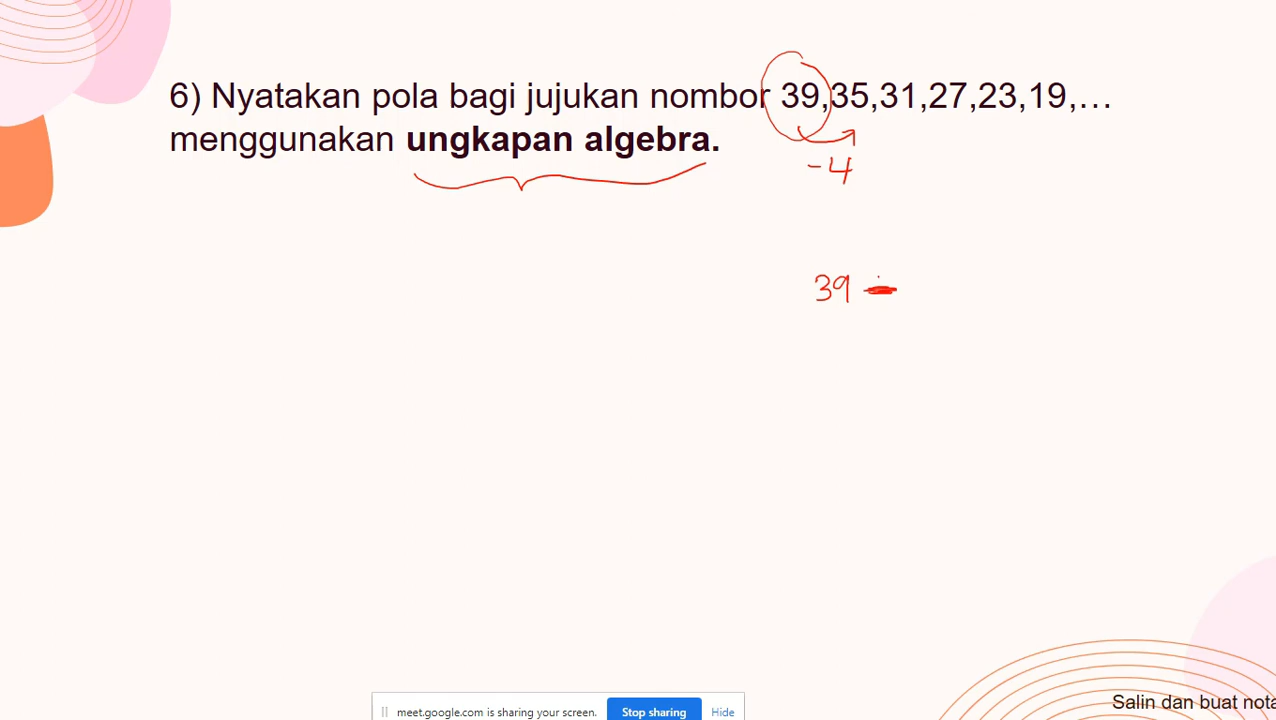 6) Nyatakan pola bagi jujukan nombor 39,35,31,27,23,19,…
menggunakan ungkapan algebra.
-4
39 -
meet.google.com is sharing your screen. Stop sharing Hide
Salin dan buat nota